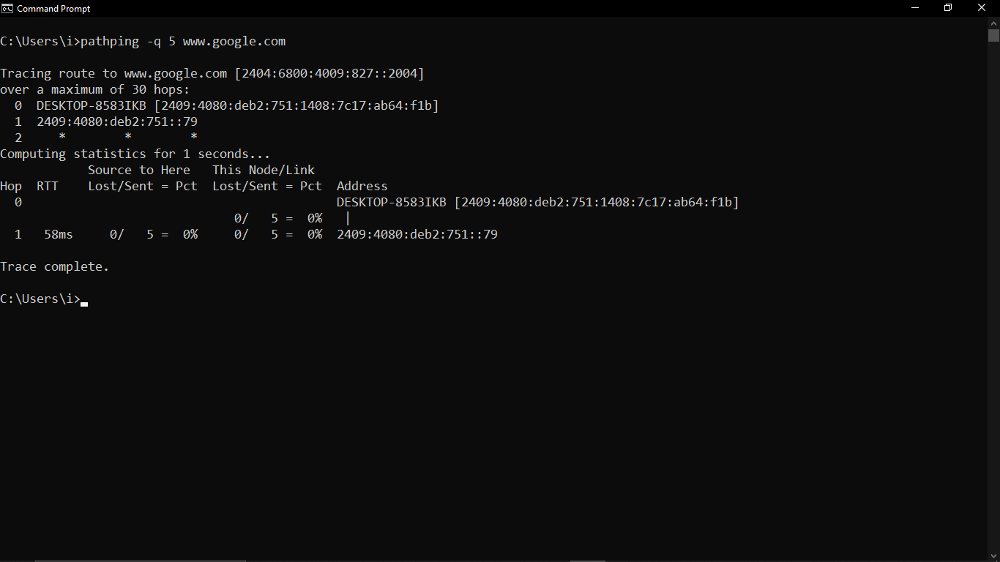 Command Prompt
C:\Users\i>pathping -q 5 www.google.com
Tracing route to www.google.com [2404:6800:4009:827::2004]
over a maximum of 30 hops:
  0  DESKTOP-8583IKB [2409:4080:deb2:751:1408:7c17:ab64:f1b]
  1  2409:4080:deb2:751::79
  2     *        *        *
Computing statistics for 1 seconds...
            Source to Here   This Node/Link
Hop  RTT    Lost/Sent = Pct  Lost/Sent = Pct  Address
  0                                           DESKTOP-8583IKB [2409:4080:deb2:751:1408:7c17:ab64:f1b]
                                0/   5 =  0%   |
  1   58ms     0/   5 =  0%     0/   5 =  0%  2409:4080:deb2:751::79
Trace complete.
C:\Users\i>